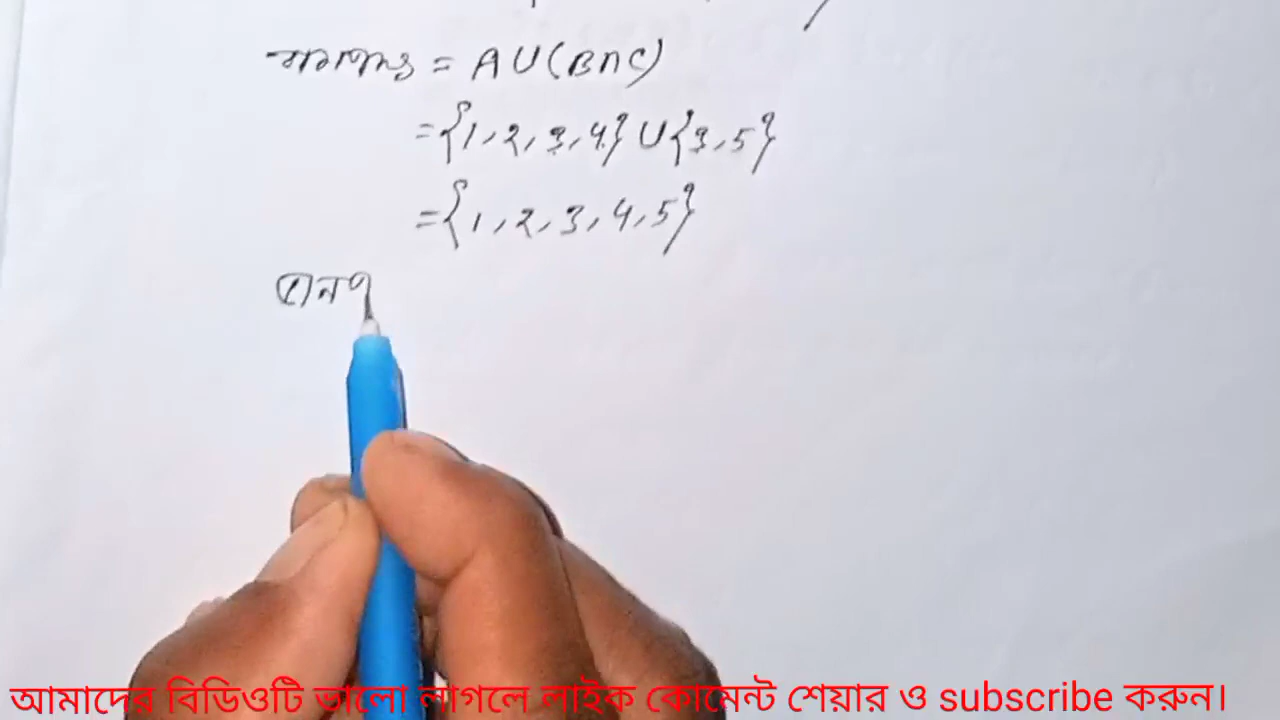 বামপক্ষ = A∪(B∩C)
={1,2,3,4}∪{3,5}
={1,2,3,4,5}
আমাদের বিডিওটি ভালো লাগলে লাইক কোমেন্ট শেয়ার ও subscribe করুন।